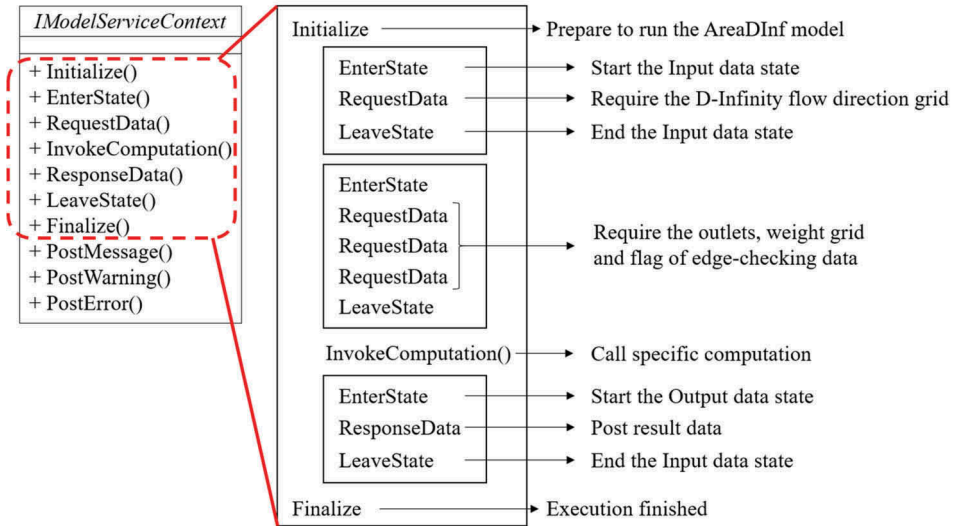 IModelServiceContext
+ Initialize()
+ EnterState()
+ RequestData()
+ InvokeComputation()
+ ResponseData()
+ LeaveState()
+ Finalize()
+ PostMessage()
+ PostWarning()
+ PostError()
Initialize
Prepare to run the AreaDInf model
EnterState
Start the Input data state
RequestData
Require the D-Infinity flow direction grid
LeaveState
End the Input data state
EnterState
RequestData
RequestData
RequestData
LeaveState
Require the outlets, weight grid
and flag of edge-checking data
InvokeComputation()
Call specific computation
EnterState
Start the Output data state
ResponseData
Post result data
LeaveState
End the Input data state
Finalize
Execution finished